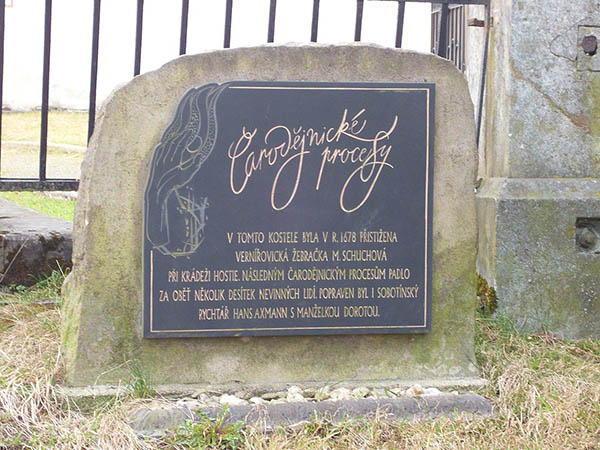 Čarodějnické
procesy
V TOMTO KOSTELE BYLA V R. 1678 PŘISTIŽENA
VERNÍŘOVICKÁ ŽEBRAČKA M. SCHUCHOVÁ
PŘI KRÁDEŽI HOSTIE. NÁSLEDNÝM ČARODĚJNICKÝM PROCESŮM PADLO
ZA OBĚŤ NĚKOLIK DESÍTEK NEVINNÝCH LIDÍ. POPRAVEN BYL I SOBOTÍNSKÝ
RYCHTÁŘ HANS AXMANN S MANŽELKOU DOROTOU.